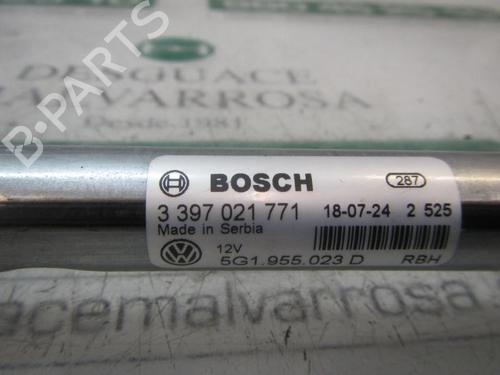 DESGUACE
MALVARROSA
Desde 1981
B-PARTS
BOSCH
287
3 397 021 771
18-07-24 2 525
Made in Serbia
12V
5G1.955.023 D
RBH
acemalvarrosa